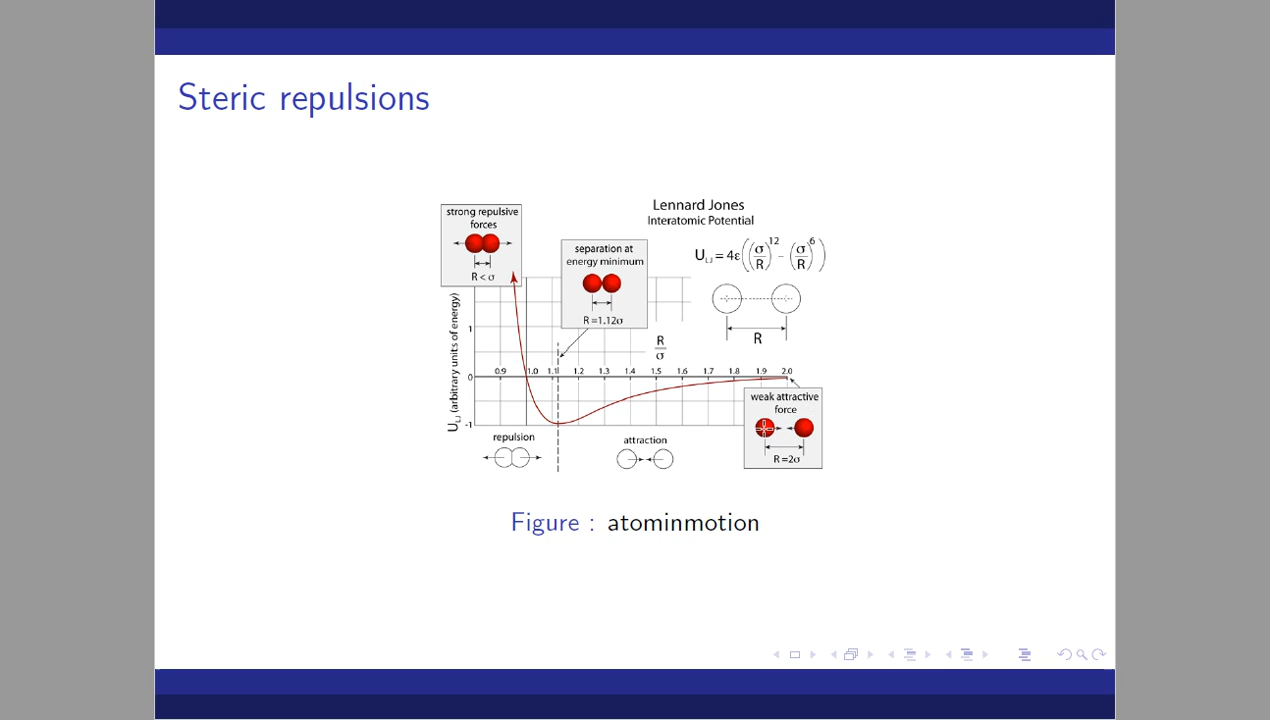 Steric repulsions
strong repulsive
forces
R < σ
separation at
energy minimum
R =1.12σ
Lennard Jones
Interatomic Potential
U_LJ = 4ε((σ/R)^12 − (σ/R)^6)
R
R/σ
U_LJ (arbitrary units of energy)
1
0
-1
0.9 1.0 1.1 1.2 1.3 1.4 1.5 1.6 1.7 1.8 1.9 2.0
weak attractive
force
R =2σ
repulsion
attraction
Figure : atominmotion